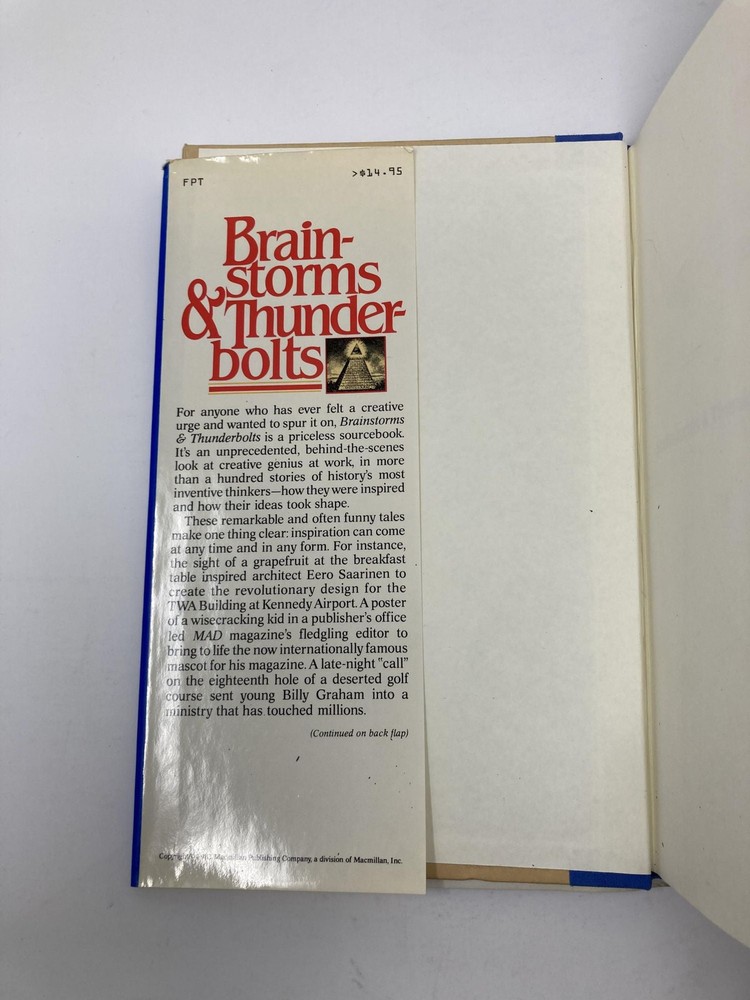 FPT
>$14.95
Brain-
storms
& Thunder-
bolts
For anyone who has ever felt a creative
urge and wanted to spur it on, Brainstorms
& Thunderbolts is a priceless sourcebook.
It's an unprecedented, behind-the-scenes
look at creative genius at work, in more
than a hundred stories of history's most
inventive thinkers—how they were inspired
and how their ideas took shape.
These remarkable and often funny tales
make one thing clear: inspiration can come
at any time and in any form. For instance,
the sight of a grapefruit at the breakfast
table inspired architect Eero Saarinen to
create the revolutionary design for the
TWA Building at Kennedy Airport. A poster
of a wisecracking kid in a publisher's office
led MAD magazine's fledgling editor to
bring to life the now internationally famous
mascot for his magazine. A late-night "call"
on the eighteenth hole of a deserted golf
course sent young Billy Graham into a
ministry that has touched millions.
(Continued on back flap)
Macmillan Publishing Company, a division of Macmillan, Inc.